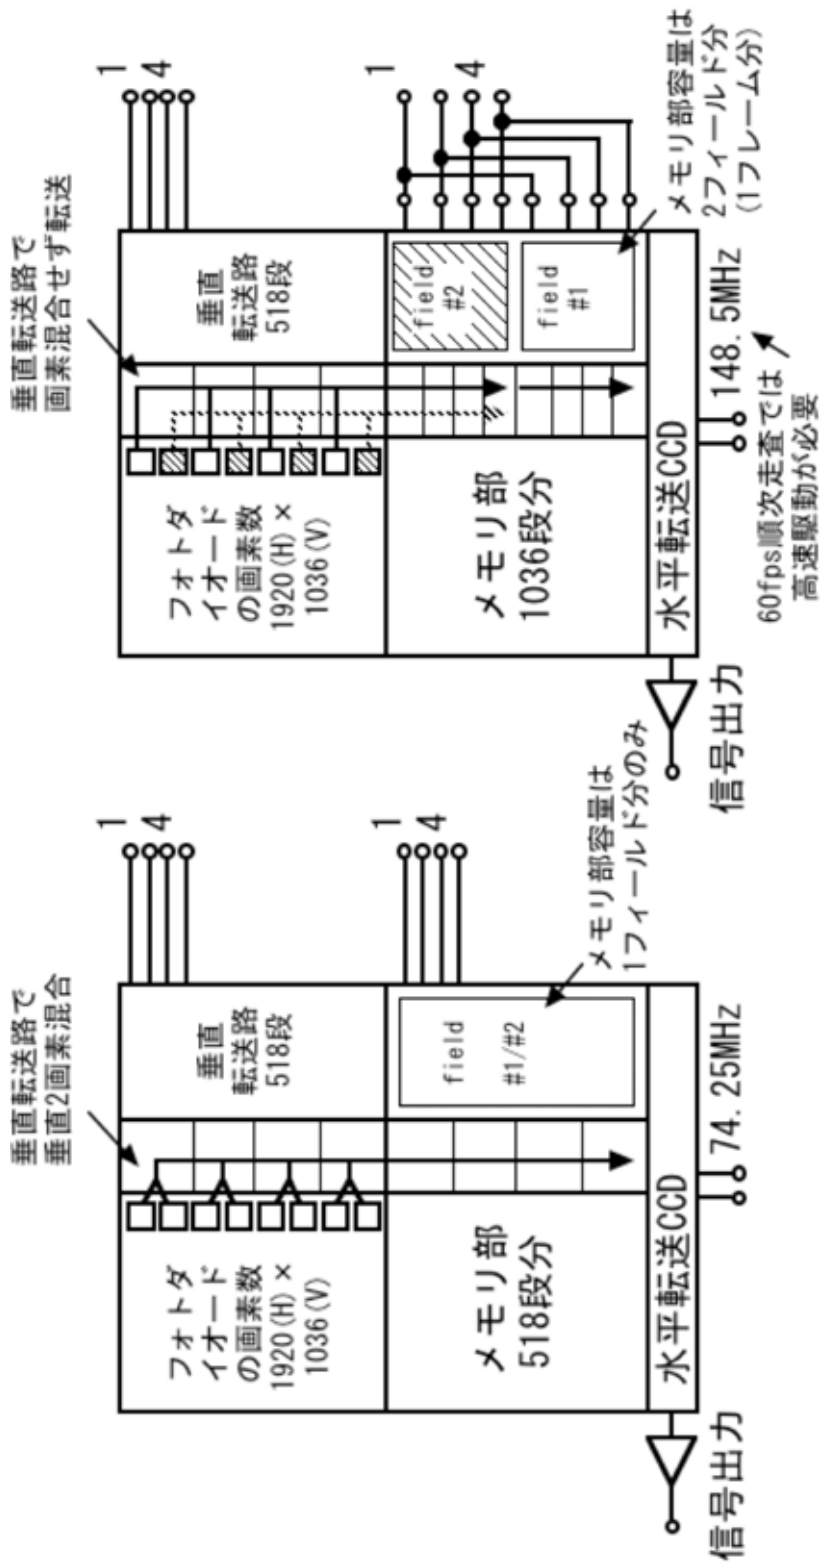 垂直転送路で
垂直2画素混合
フォトダ
イオード
の画素数
1920(H)×
1036(V)
垂直
転送路
518段
1
4
メモリ部
518段分
field
#1/#2
1
4
メモリ部容量は
1フィールド分のみ
水平転送CCD
信号出力
74.25MHz
垂直転送路で
画素混合せず転送
フォトダ
イオード
の画素数
1920(H)×
1036(V)
垂直
転送路
518段
1
4
メモリ部
1036段分
field
#2
field
#1
1
4
メモリ部容量は
2フィールド分
(1フレーム分)
水平転送CCD
信号出力
148.5MHz
60fps順次走査では
高速駆動が必要